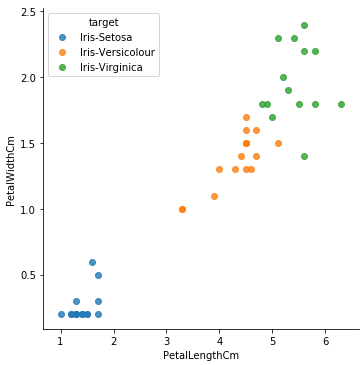 target
Iris-Setosa
Iris-Versicolour
Iris-Virginica
2.5
2.0
1.5
1.0
0.5
PetalWidthCm
1 2 3 4 5 6
PetalLengthCm